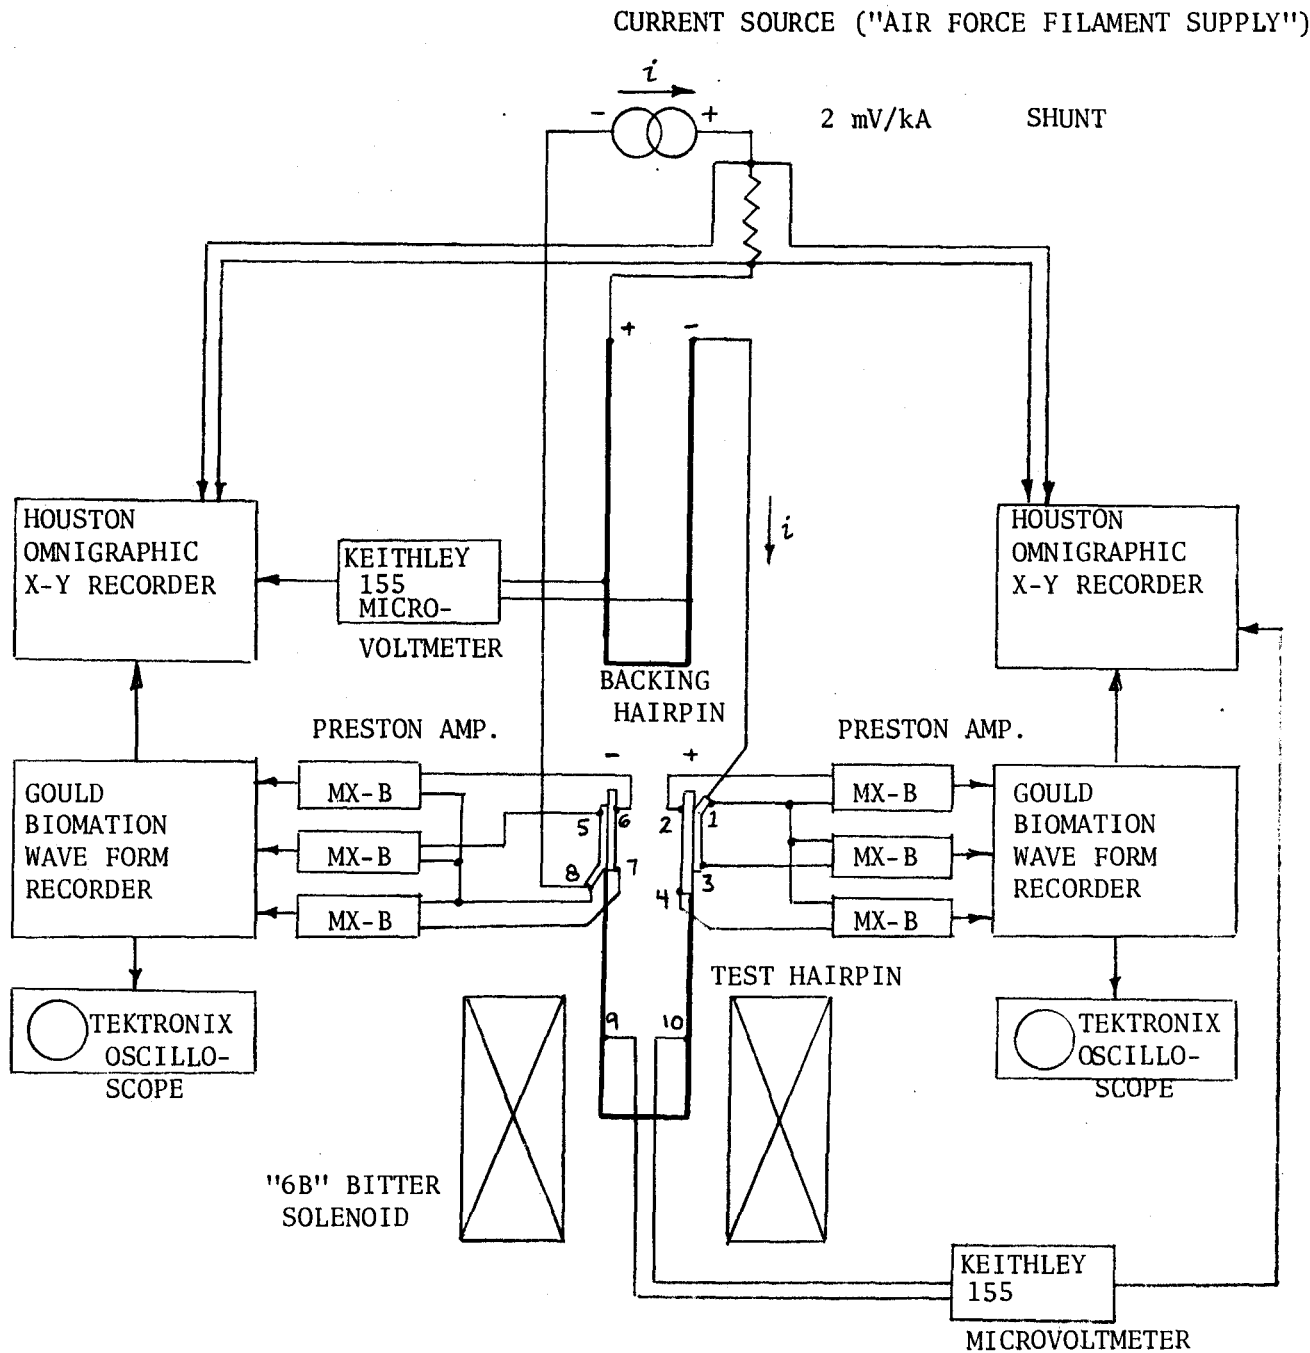 CURRENT SOURCE ("AIR FORCE FILAMENT SUPPLY")
i
- +
2 mV/kA SHUNT
+ -
i
HOUSTON
OMNIGRAPHIC
X-Y RECORDER
KEITHLEY
155
MICRO-
VOLTMETER
HOUSTON
OMNIGRAPHIC
X-Y RECORDER
BACKING
HAIRPIN
PRESTON AMP.
PRESTON AMP.
- +
GOULD
BIOMATION
WAVE FORM
RECORDER
MX-B
MX-B
MX-B
5 6 2 1
8 7 4 3
MX-B
MX-B
MX-B
GOULD
BIOMATION
WAVE FORM
RECORDER
TEST HAIRPIN
TEKTRONIX
OSCILLO-
SCOPE
9 10
TEKTRONIX
OSCILLO-
SCOPE
"6B" BITTER
SOLENOID
KEITHLEY
155
MICROVOLTMETER